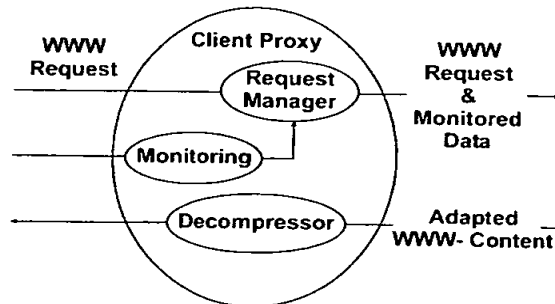 WWW
Request
Client Proxy
Request
Manager
WWW
Request
&
Monitored
Data
Monitoring
Decompressor
Adapted
WWW- Content